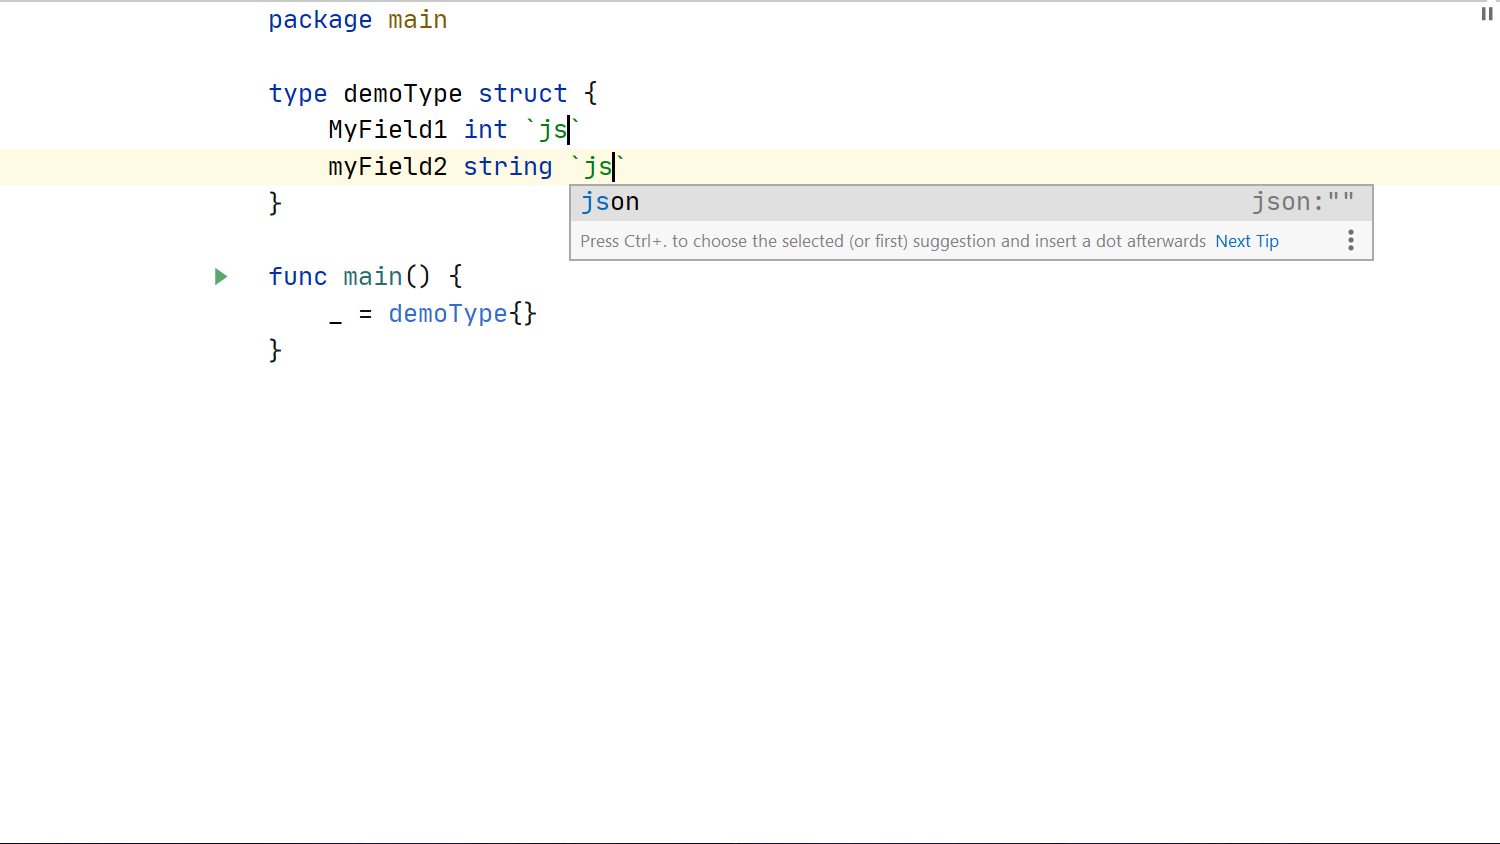 package main
type demoType struct {
MyField1 int `js`
myField2 string `js`
json json:""
Press Ctrl+. to choose the selected (or first) suggestion and insert a dot afterwards Next Tip
}
func main() {
_ = demoType{}
}